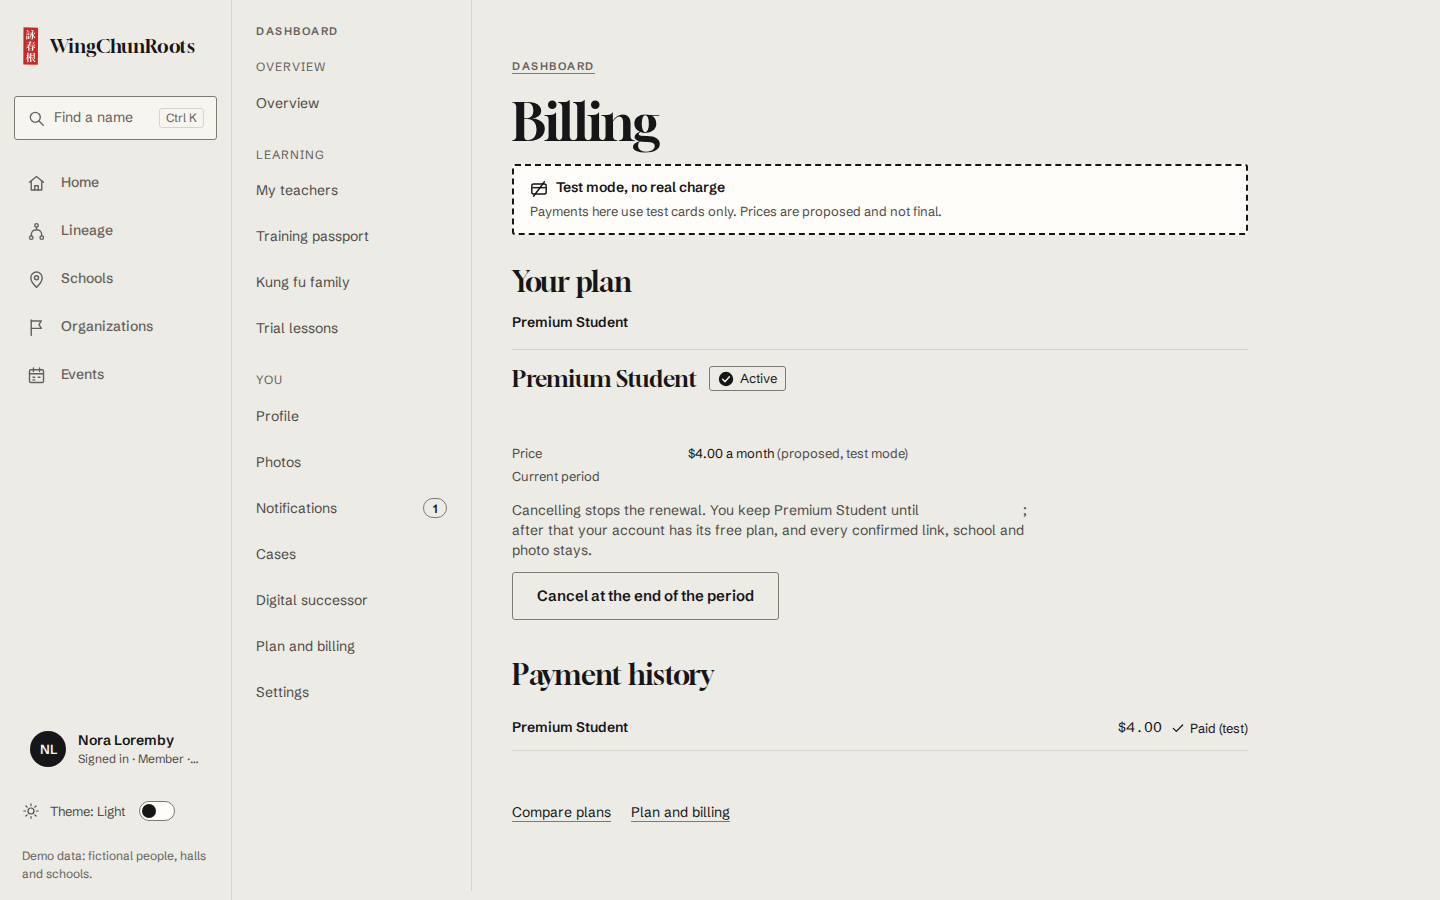 詠春根
WingChunRoots
Find a name
Ctrl K
Home
Lineage
Schools
Organizations
Events
Nora Loremby
Signed in · Member ·…
Theme: Light
Demo data: fictional people, halls
and schools.
DASHBOARD
OVERVIEW
Overview
LEARNING
My teachers
Training passport
Kung fu family
Trial lessons
YOU
Profile
Photos
Notifications
1
Cases
Digital successor
Plan and billing
Settings
DASHBOARD
Billing
Test mode, no real charge
Payments here use test cards only. Prices are proposed and not final.
Your plan
Premium Student
Premium Student
Active
Price
$4.00 a month (proposed, test mode)
Current period
Cancelling stops the renewal. You keep Premium Student until ;
after that your account has its free plan, and every confirmed link, school and
photo stays.
Cancel at the end of the period
Payment history
Premium Student
$4.00
Paid (test)
Compare plans
Plan and billing
NL